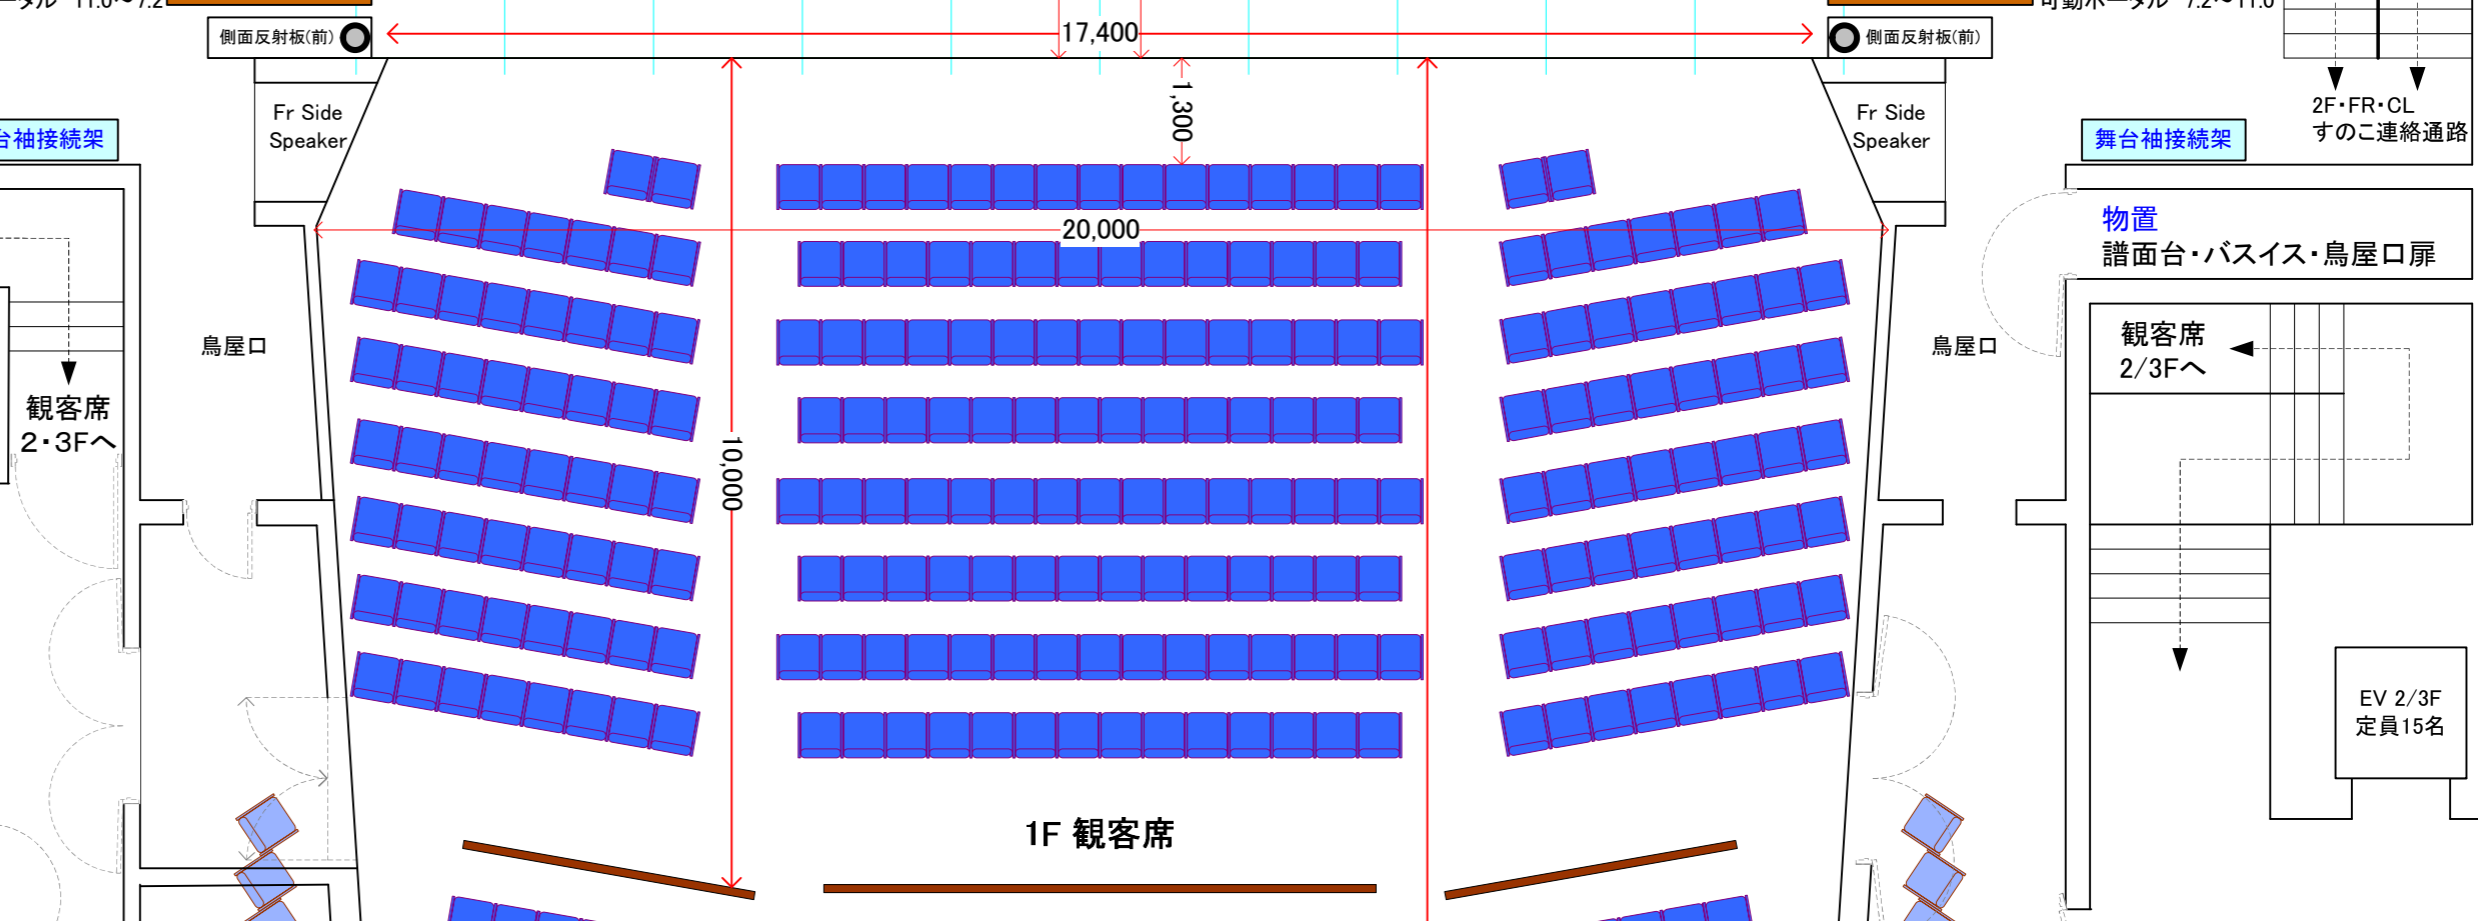 17,400
側面反射板(前)
側面反射板(前)
1,300
Fr Side
Speaker
Fr Side
Speaker
2F・FR・CL
すのこ連絡通路
台袖接続架
舞台袖接続架
20,000
物置
譜面台・バスイス・鳥屋口扉
鳥屋口
鳥屋口
観客席
2/3Fへ
観客席
2・3Fへ
10,000
EV 2/3F
定員15名
1F 観客席